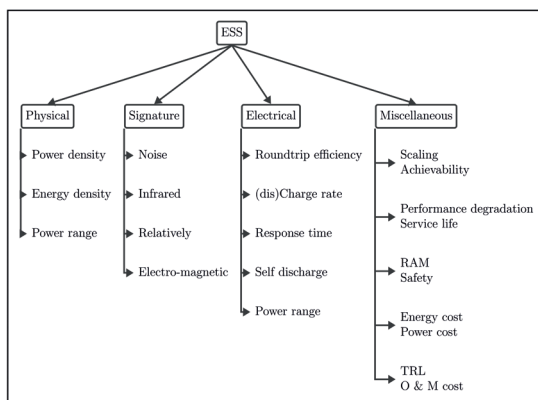 ESS
Physical
Signature
Electrical
Miscellaneous
Power density
Energy density
Power range
Noise
Infrared
Relatively
Electro-magnetic
Roundtrip efficiency
(dis)Charge rate
Response time
Self discharge
Power range
Scaling
Achievability
Performance degradation
Service life
RAM
Safety
Energy cost
Power cost
TRL
O & M cost